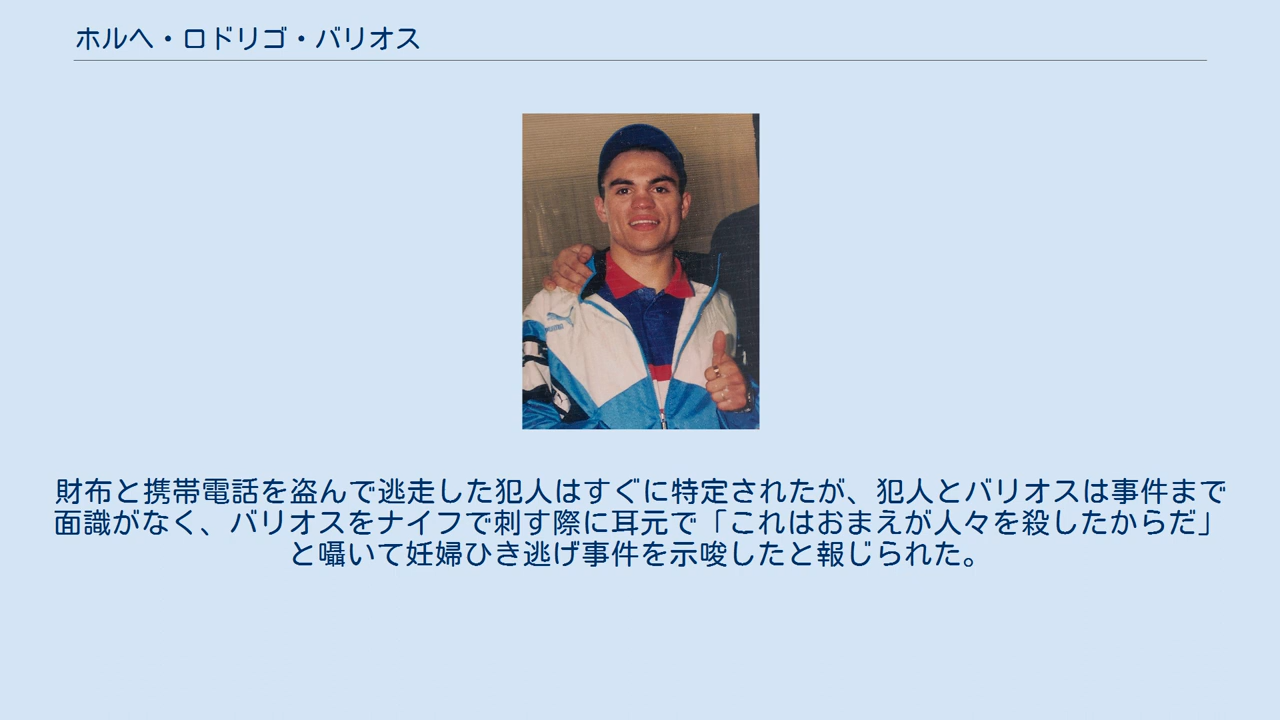 ホルヘ・ロドリゴ・バリオス
財布と携帯電話を盗んで逃走した犯人はすぐに特定されたが、犯人とバリオスは事件まで
面識がなく、バリオスをナイフで刺す際に耳元で「これはおまえが人々を殺したからだ」
と囁いて妊婦ひき逃げ事件を示唆したと報じられた。